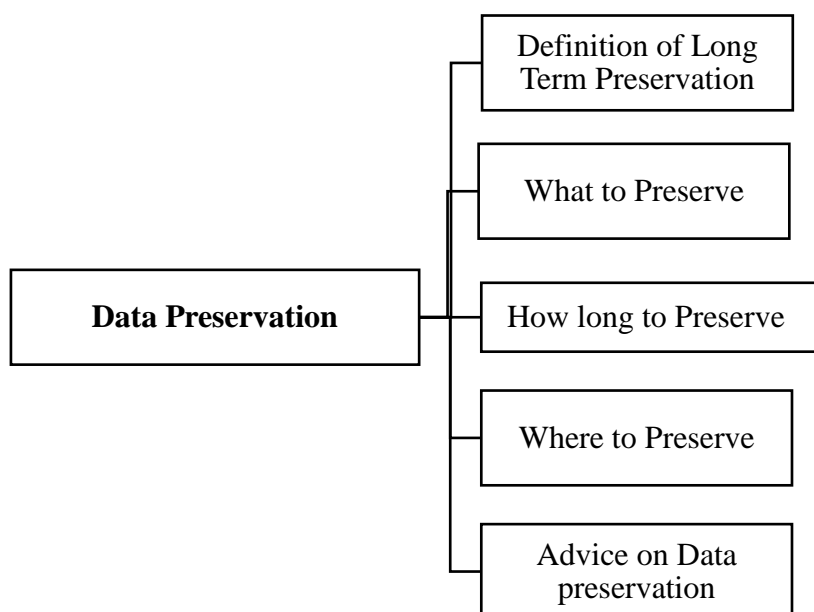 Definition of Long
Term Preservation
What to Preserve
Data Preservation
How long to Preserve
Where to Preserve
Advice on Data
preservation